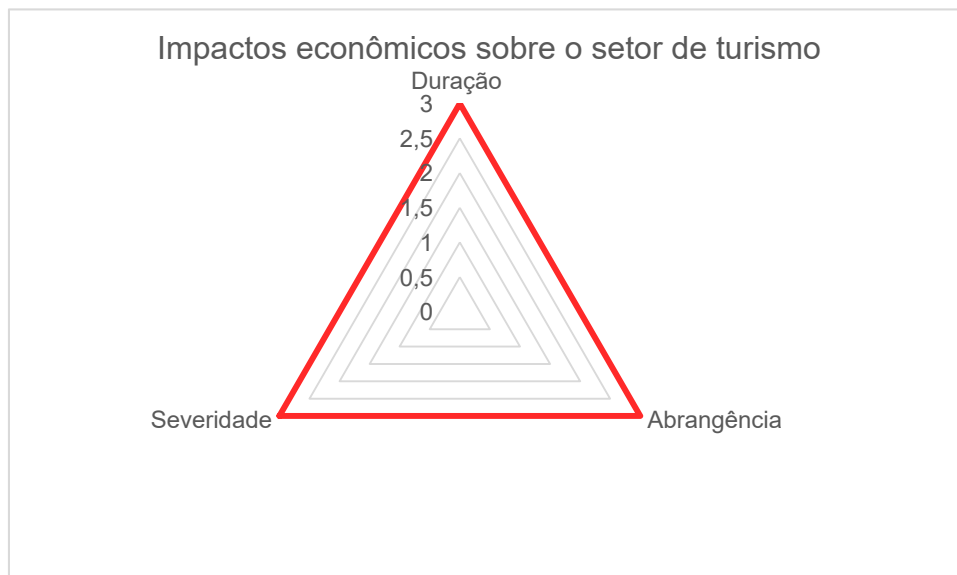 Impactos econômicos sobre o setor de turismo
Duração
3
2,5
2
1,5
1
0,5
0
Severidade
Abrangência